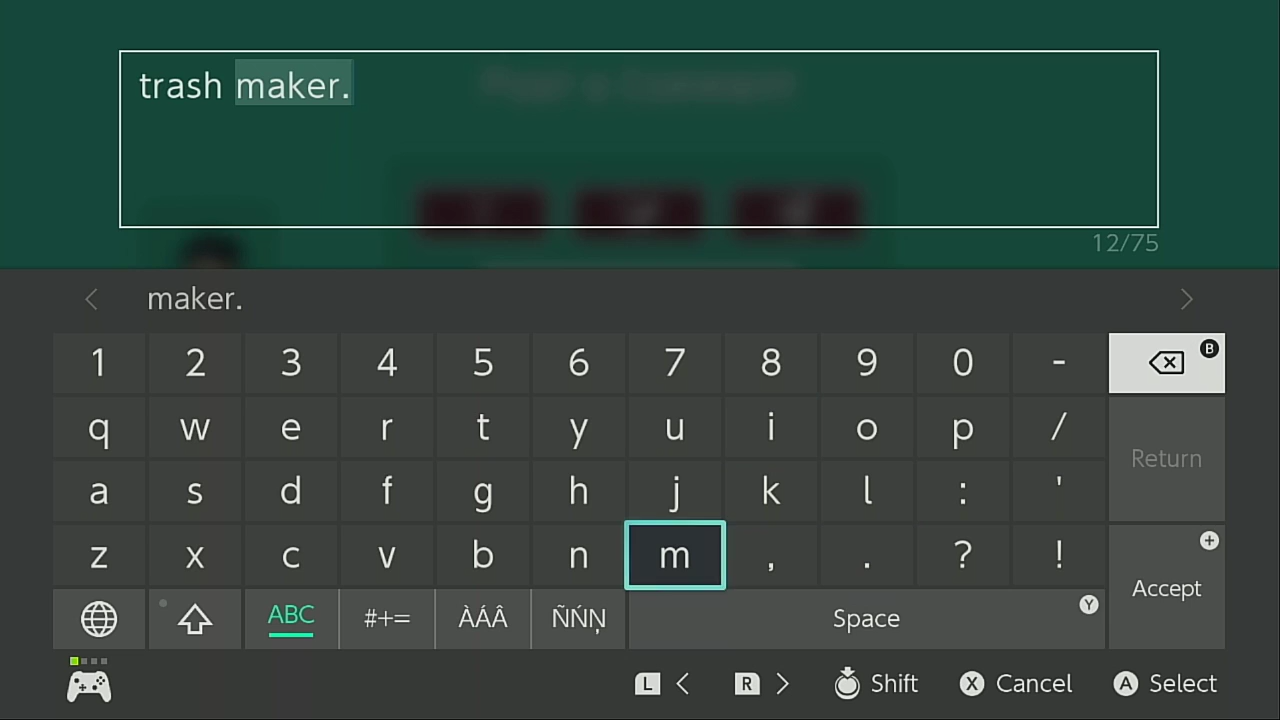 trash maker.
12/75
maker.
1 2 3 4 5 6 7 8 9 0 -
B
q w e r t y u i o p /
Return
a s d f g h j k l : '
z x c v b n m , . ? !
+
Accept
ABC #+= ÀÁÂ ÑŃŅ Space
Y
L R Shift X Cancel A Select